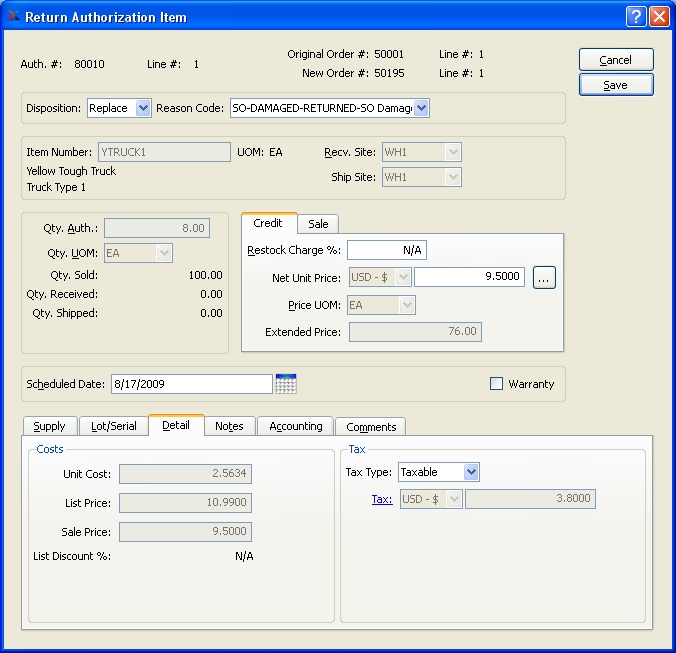 Return Authorization Item
Auth. #: 80010 Line #: 1 Original Order #: 50001 Line #: 1
New Order #: 50195 Line #: 1
Cancel
Save
Disposition: Replace Reason Code: SO-DAMAGED-RETURNED-SO Damag
Item Number: YTRUCK1 UOM: EA Recv. Site: WH1
Yellow Tough Truck
Truck Type 1 Ship Site: WH1
Qty. Auth.: 8.00
Qty. UOM: EA
Qty. Sold: 100.00
Qty. Received: 0.00
Qty. Shipped: 0.00
Credit Sale
Restock Charge %: N/A
Net Unit Price: USD - $ 9.5000 ...
Price UOM: EA
Extended Price: 76.00
Scheduled Date: 8/17/2009 Warranty
Supply Lot/Serial Detail Notes Accounting Comments
Costs
Unit Cost: 2.5634
List Price: 10.9900
Sale Price: 9.5000
List Discount %: N/A
Tax
Tax Type: Taxable
Tax: USD - $ 3.8000